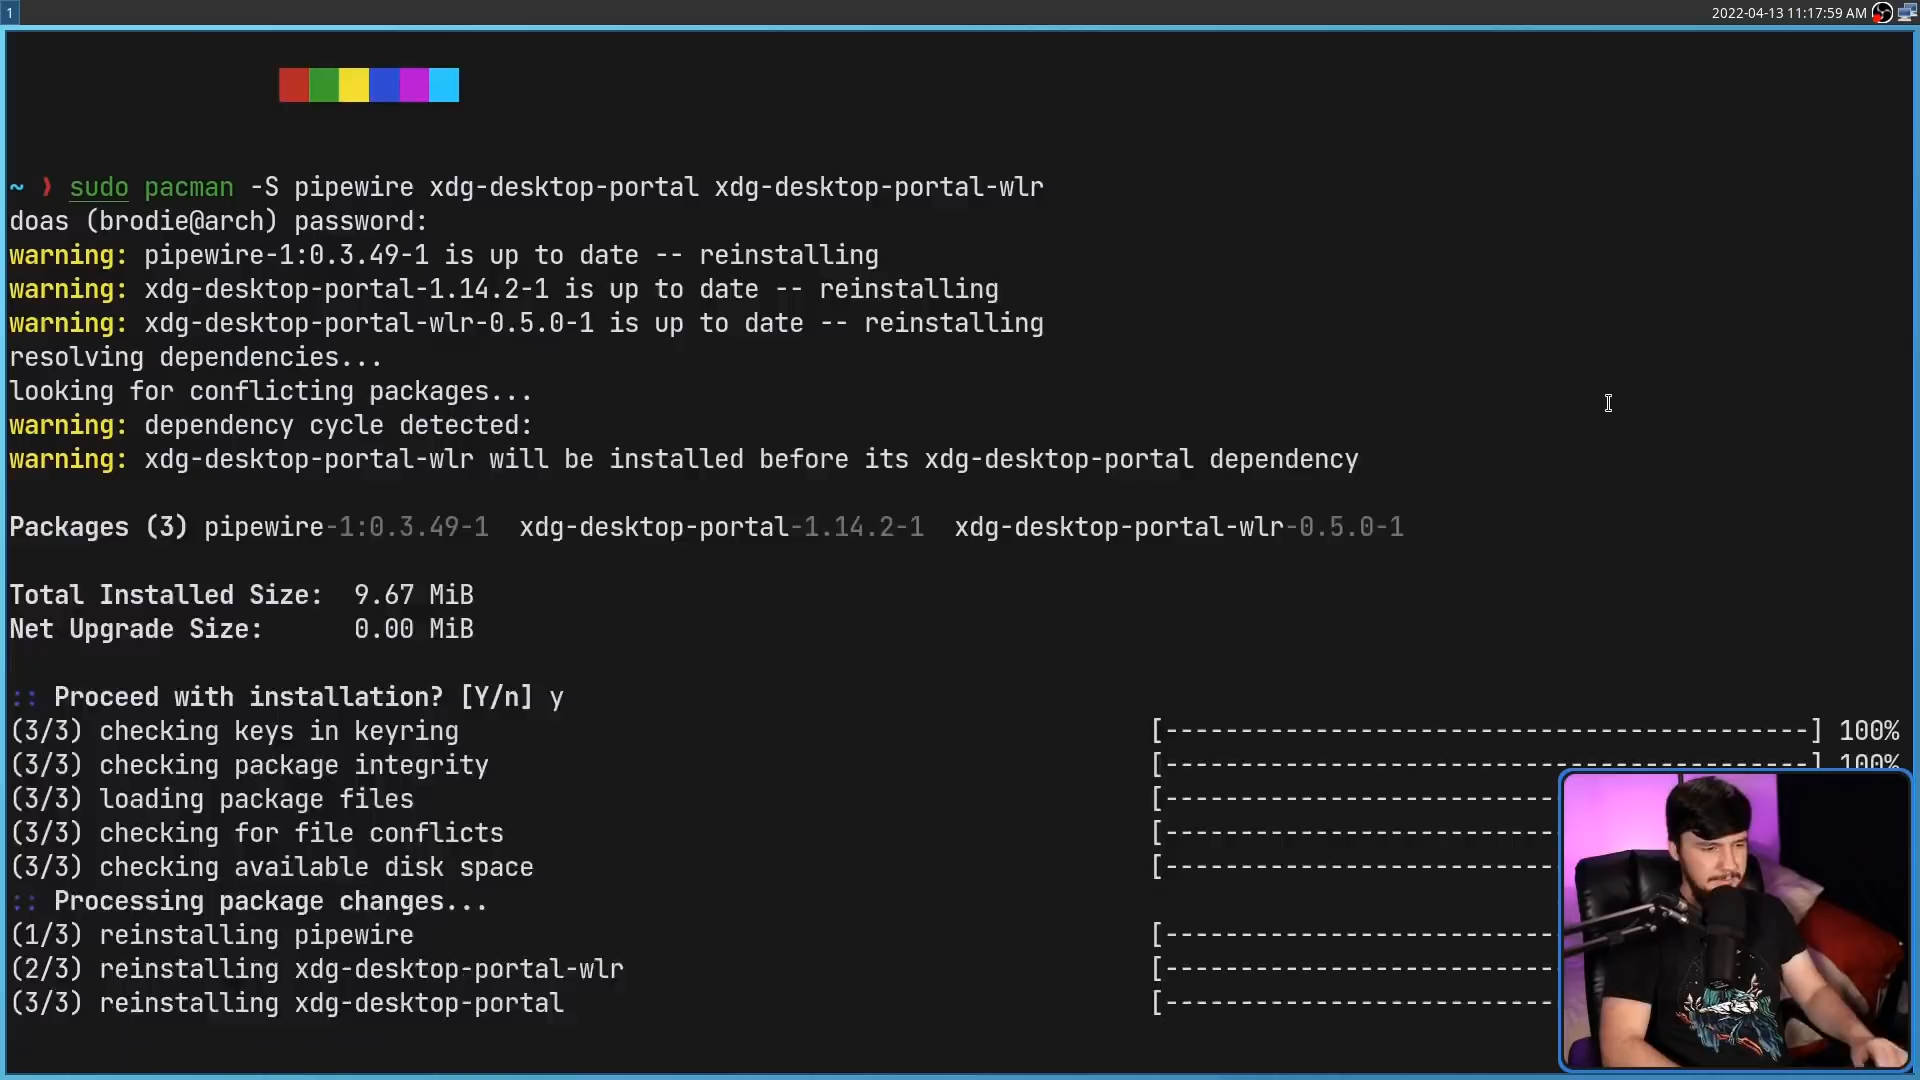 1
2022-04-13 11:17:59 AM
~ ❯ sudo pacman -S pipewire xdg-desktop-portal xdg-desktop-portal-wlr
doas (brodie@arch) password:
warning: pipewire-1:0.3.49-1 is up to date -- reinstalling
warning: xdg-desktop-portal-1.14.2-1 is up to date -- reinstalling
warning: xdg-desktop-portal-wlr-0.5.0-1 is up to date -- reinstalling
resolving dependencies...
looking for conflicting packages...
warning: dependency cycle detected:
warning: xdg-desktop-portal-wlr will be installed before its xdg-desktop-portal dependency
Packages (3) pipewire-1:0.3.49-1  xdg-desktop-portal-1.14.2-1  xdg-desktop-portal-wlr-0.5.0-1
Total Installed Size:  9.67 MiB
Net Upgrade Size:      0.00 MiB
:: Proceed with installation? [Y/n] y
(3/3) checking keys in keyring [-------------------------------------------] 100%
(3/3) checking package integrity [-------------------------------------------] 100%
(3/3) loading package files [--------------------------
(3/3) checking for file conflicts [--------------------------
(3/3) checking available disk space [--------------------------
:: Processing package changes...
(1/3) reinstalling pipewire [--------------------------
(2/3) reinstalling xdg-desktop-portal-wlr [--------------------------
(3/3) reinstalling xdg-desktop-portal [--------------------------